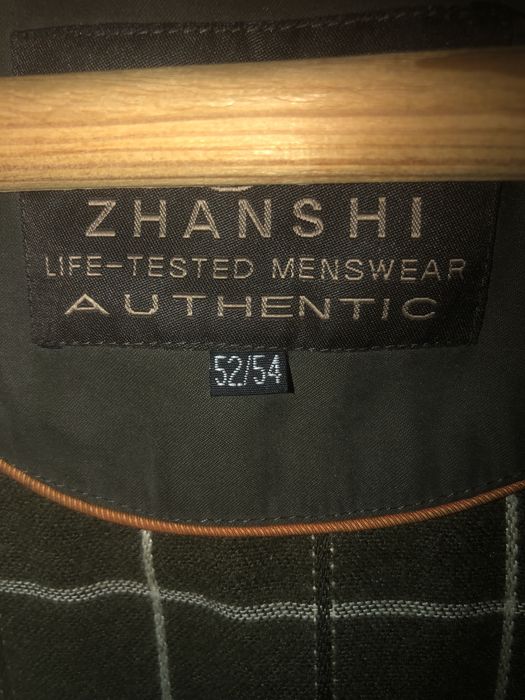 ZHANSHI
LIFE-TESTED MENSWEAR
AUTHENTIC
52/54